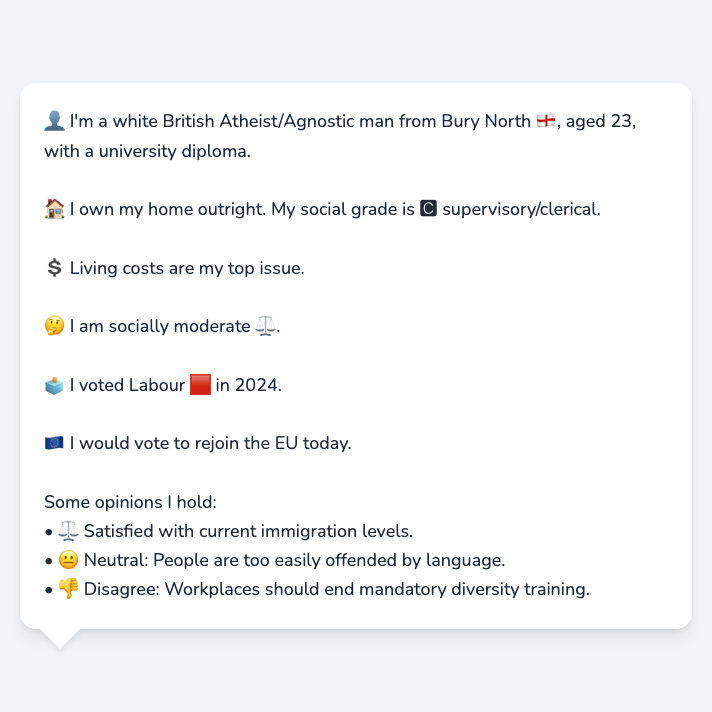 👤 I'm a white British Atheist/Agnostic man from Bury North 🏴󠁧󠁢󠁥󠁮󠁧󠁿, aged 23,
with a university diploma.
🏠 I own my home outright. My social grade is 🅲 supervisory/clerical.
💲 Living costs are my top issue.
🤔 I am socially moderate ⚖️.
🗳️ I voted Labour 🟥 in 2024.
🇪🇺 I would vote to rejoin the EU today.
Some opinions I hold:
• ⚖️ Satisfied with current immigration levels.
• 😐 Neutral: People are too easily offended by language.
• 👎 Disagree: Workplaces should end mandatory diversity training.